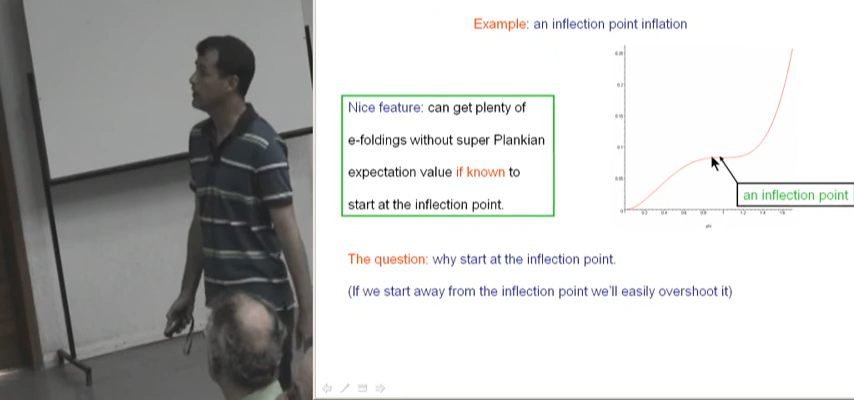 Example: an inflection point inflation
Nice feature: can get plenty of
e-foldings without super Plankian
expectation value if known to
start at the inflection point.
an inflection point
The question: why start at the inflection point.
(If we start away from the inflection point we'll easily overshoot it)